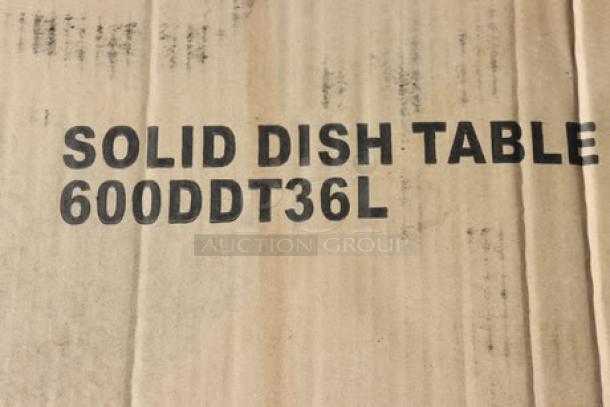 SOLID DISH TABLE
600DDT36L
AUCTION GROUP